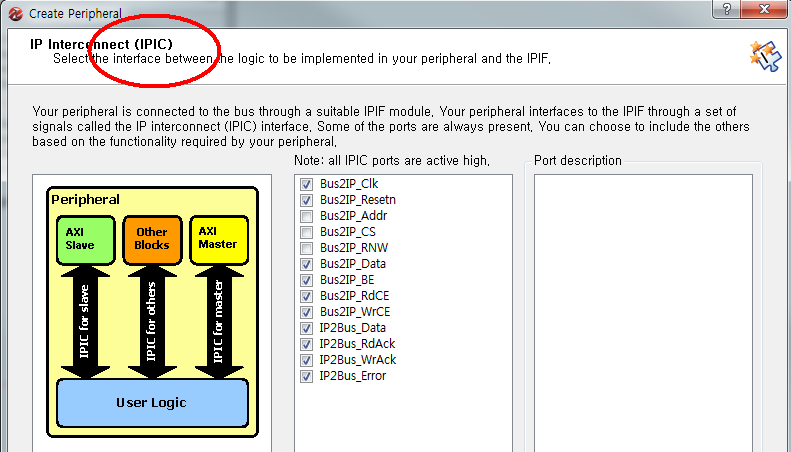 Create Peripheral
IP Interconnect (IPIC)
Select the interface between the logic to be implemented in your peripheral and the IPIF.
Your peripheral is connected to the bus through a suitable IPIF module. Your peripheral interfaces to the IPIF through a set of
signals called the IP interconnect (IPIC) interface. Some of the ports are always present. You can choose to include the others
based on the functionality required by your peripheral.
Note: all IPIC ports are active high.
Port description
Peripheral
AXI
Slave
Other
Blocks
AXI
Master
IPIC for slave
IPIC for others
IPIC for master
User Logic
Bus2IP_Clk
Bus2IP_Resetn
Bus2IP_Addr
Bus2IP_CS
Bus2IP_RNW
Bus2IP_Data
Bus2IP_BE
Bus2IP_RdCE
Bus2IP_WrCE
IP2Bus_Data
IP2Bus_RdAck
IP2Bus_WrAck
IP2Bus_Error